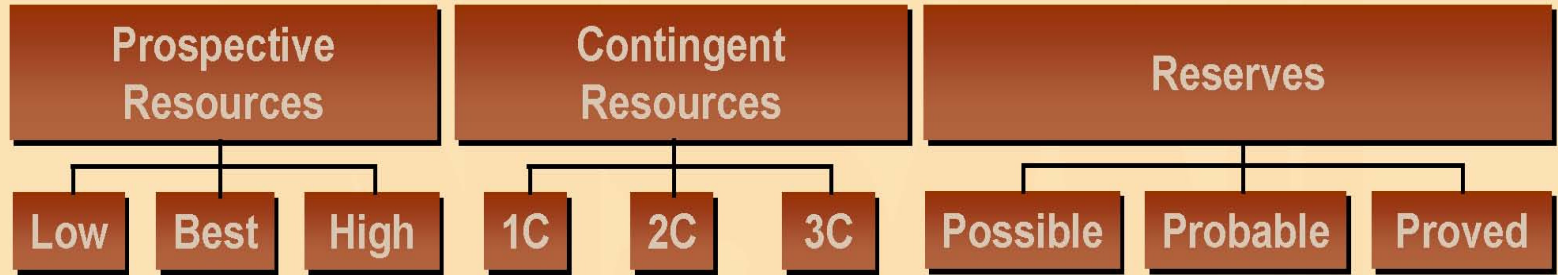 Prospective
Resources
Contingent
Resources
Reserves
Low
Best
High
1C
2C
3C
Possible
Probable
Proved